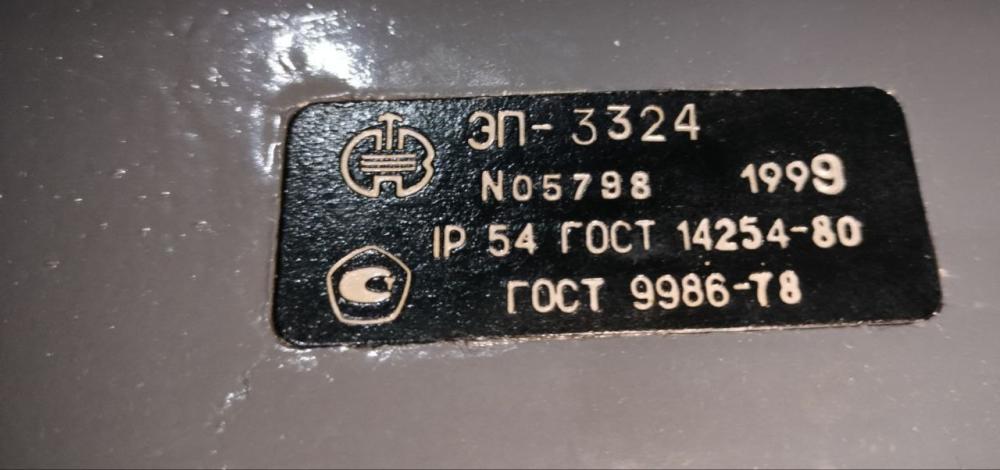 ЭП-3324
N05798 1999
IP 54 ГОСТ 14254-80
ГОСТ 9986-78